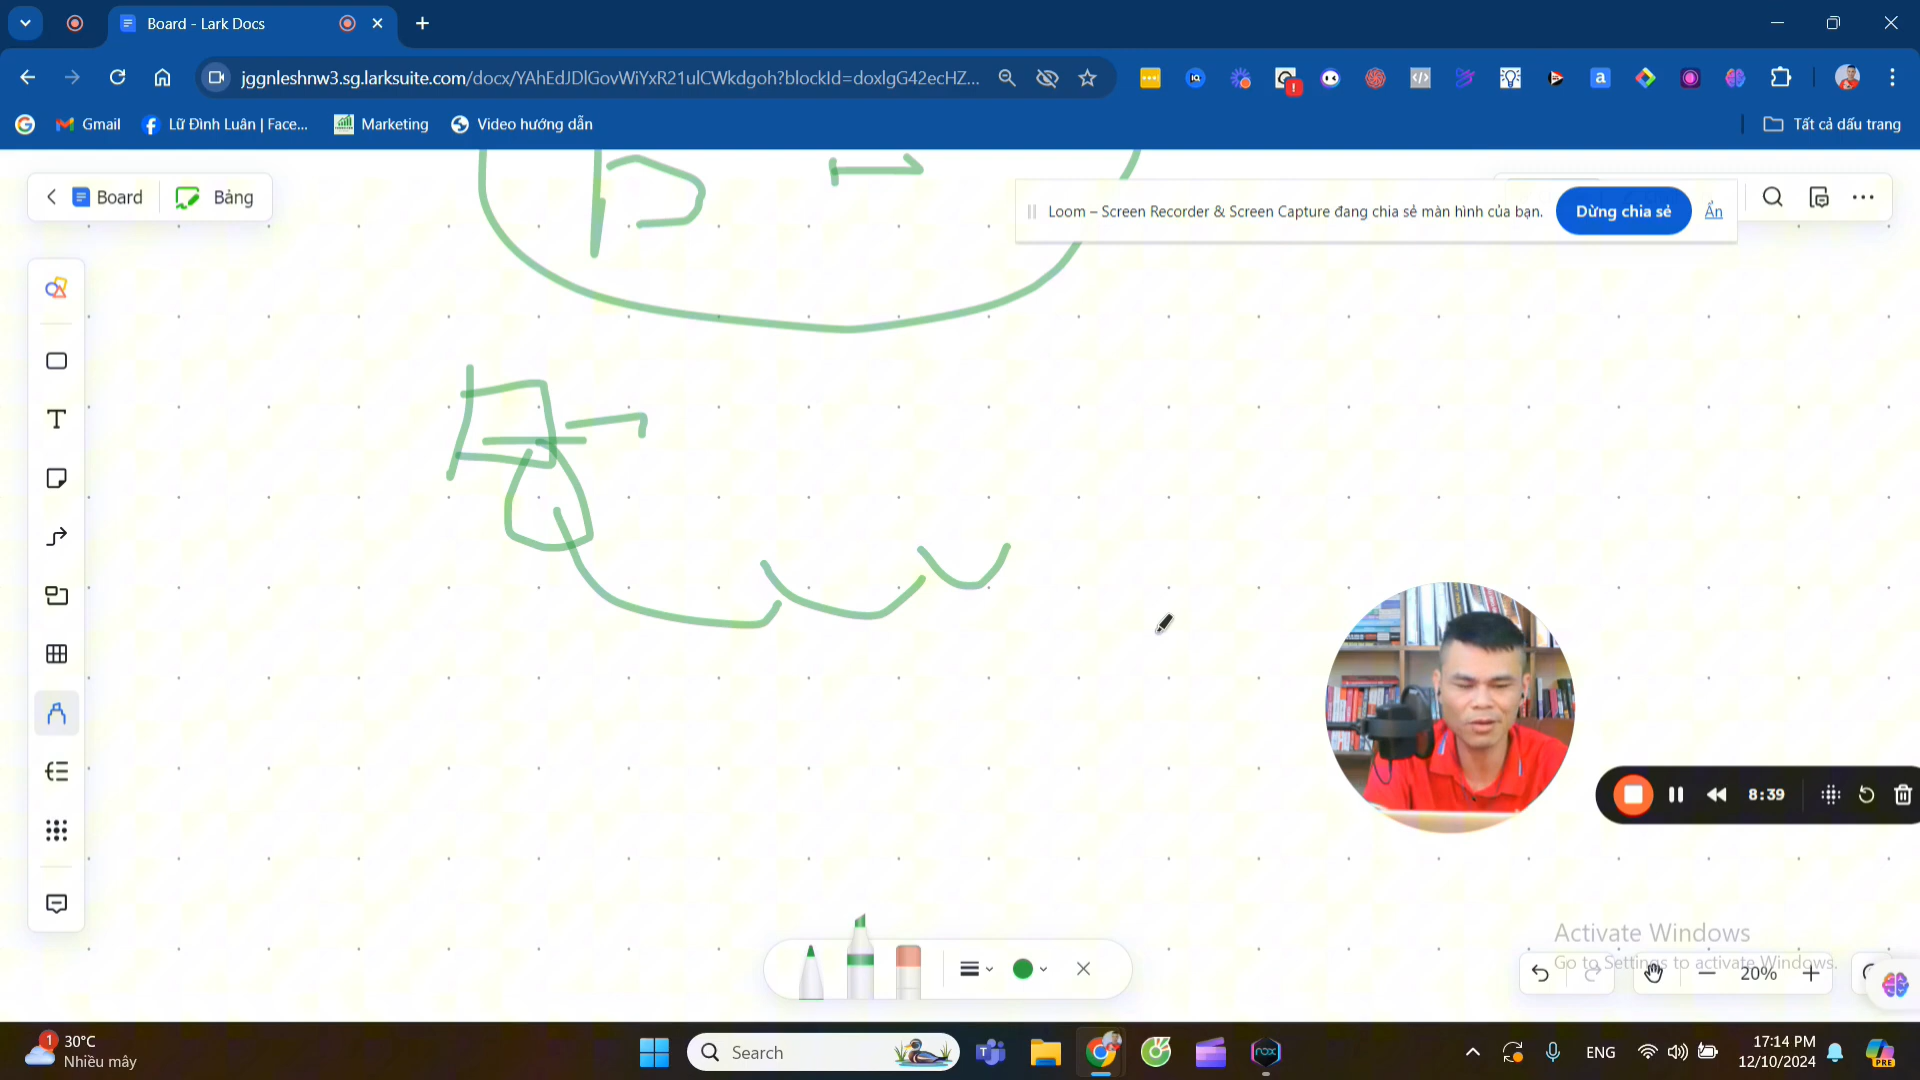 Board - Lark Docs
jggnleshnw3.sg.larksuite.com/docx/YAhEdJDlGovWiYxR21ulCWkdgoh?blockId=doxlgG42ecHZ...
Gmail
Lữ Đình Luân | Face...
Marketing
Video hướng dẫn
Tất cả dấu trang
Board
Bảng
Loom – Screen Recorder & Screen Capture đang chia sẻ màn hình của bạn.
Dừng chia sẻ
Ẩn
8:39
Activate Windows
Go to Settings to activate Windows.
20%
1
30°C
Nhiều mây
Search
ENG
17:14 PM
12/10/2024
PRE